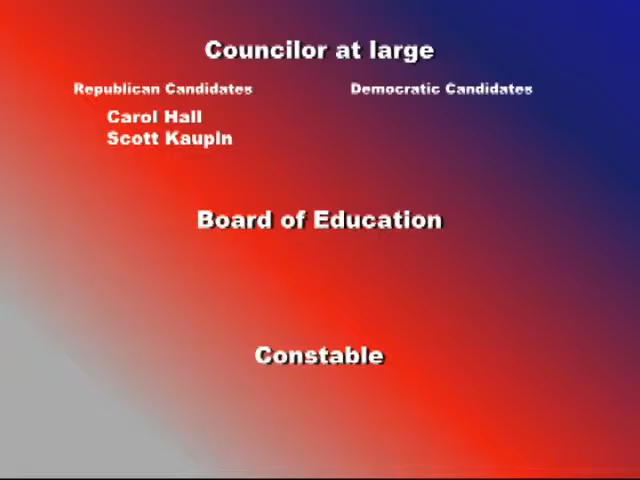 Councilor at large
Republican Candidates Democratic Candidates
Carol Hall
Scott Kaupin
Board of Education
Constable